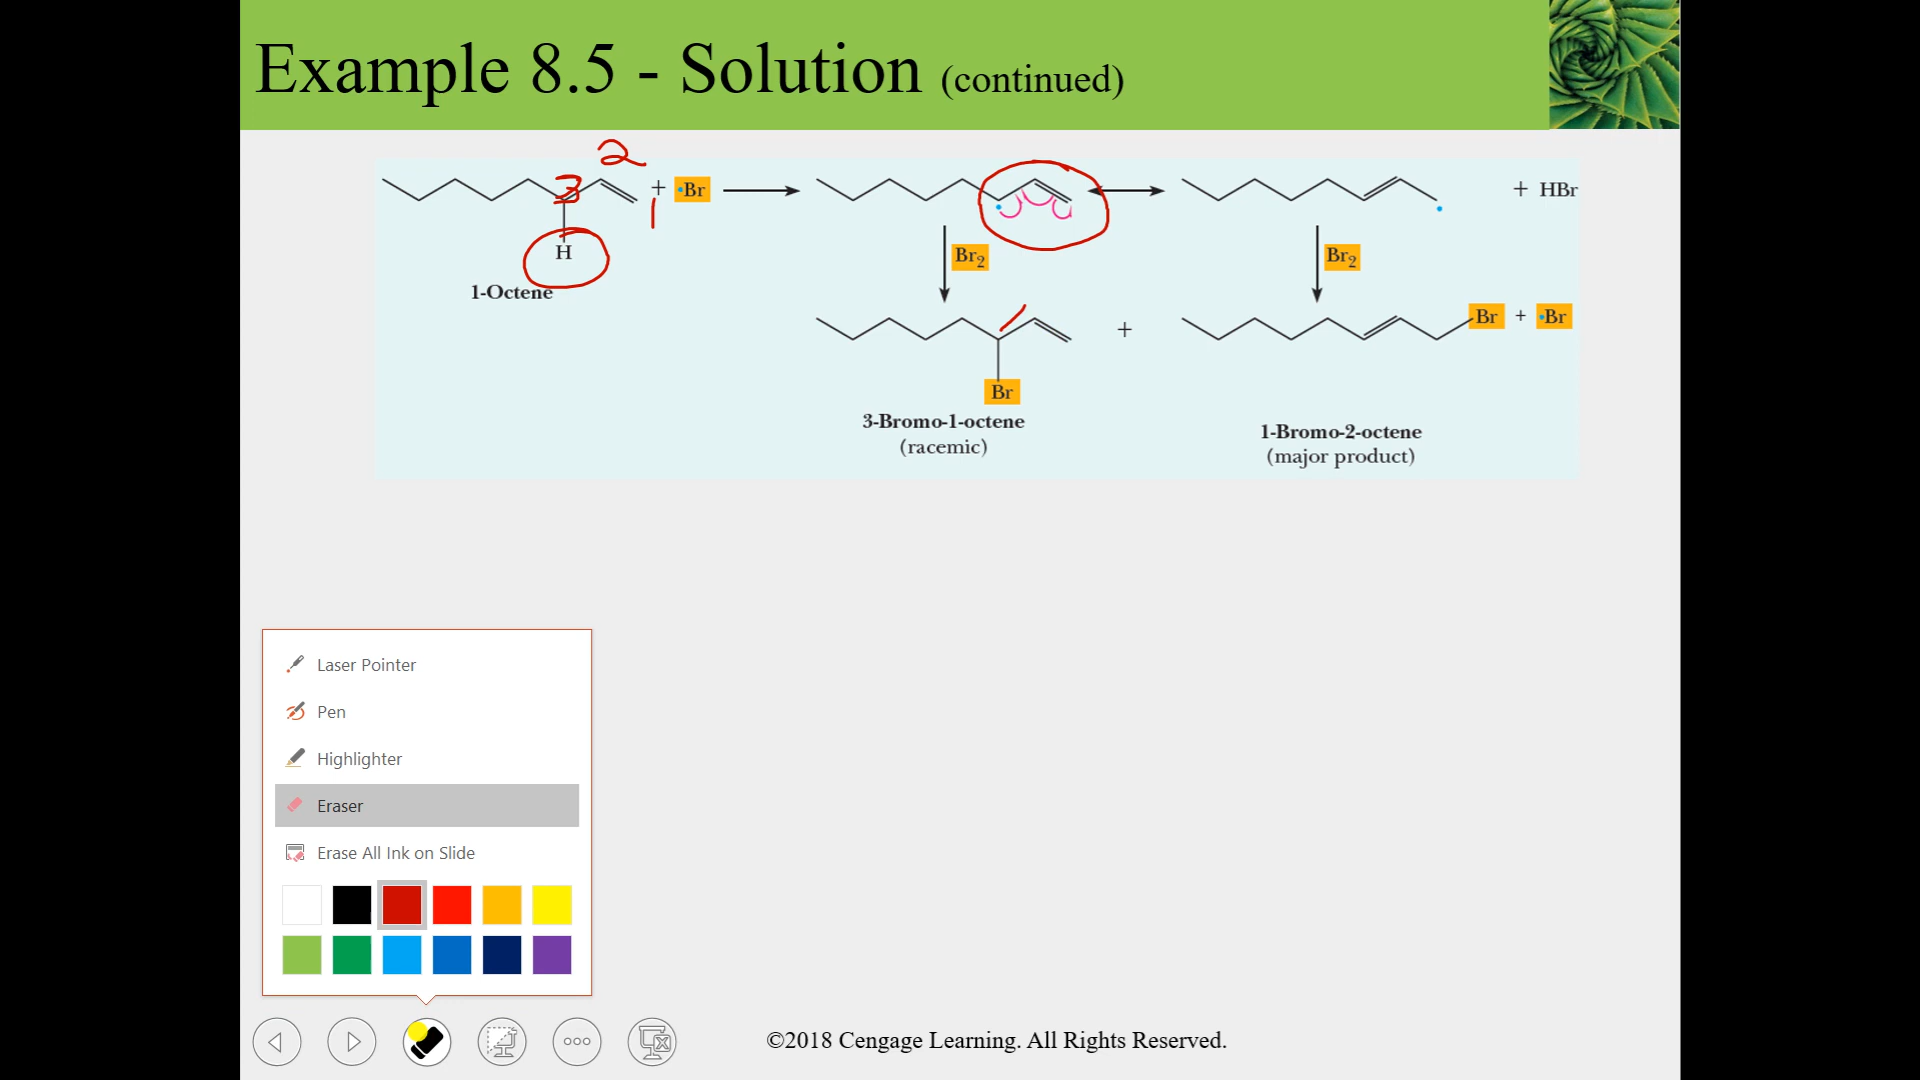 Example 8.5 - Solution (continued)
2
3
1
+ •Br
+ HBr
H
1-Octene
Br2
Br2
Br + •Br
+
Br
3-Bromo-1-octene
(racemic)
1-Bromo-2-octene
(major product)
Laser Pointer
Pen
Highlighter
Eraser
Erase All Ink on Slide
©2018 Cengage Learning. All Rights Reserved.